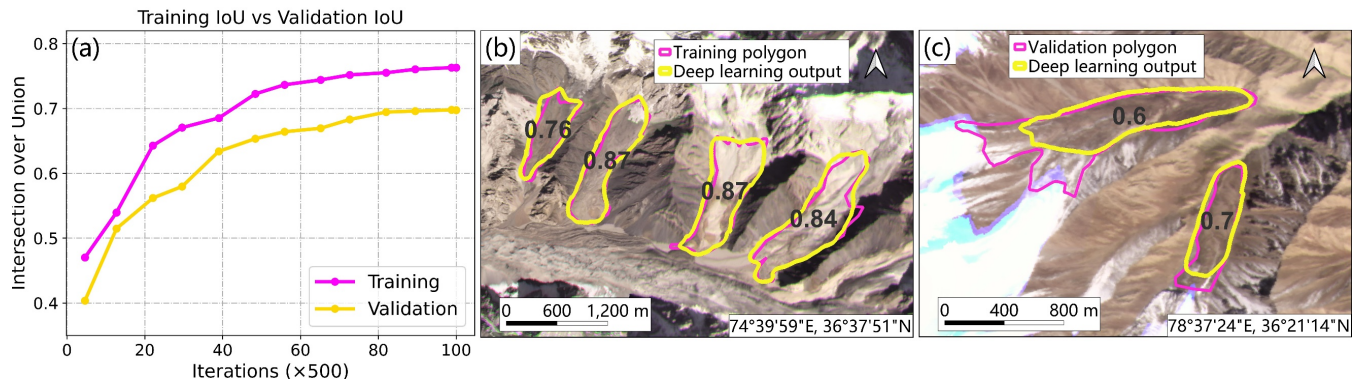 Training IoU vs Validation IoU
(a)
Intersection over Union
0.8
0.7
0.6
0.5
0.4
0
20
40
60
80
100
Iterations (×500)
Training
Validation
(b)
Training polygon
Deep learning output
0.76
0.87
0.87
0.84
0
600
1,200 m
74°39'59"E, 36°37'51"N
(c)
Validation polygon
Deep learning output
0.6
0.7
0
400
800 m
78°37'24"E, 36°21'14"N